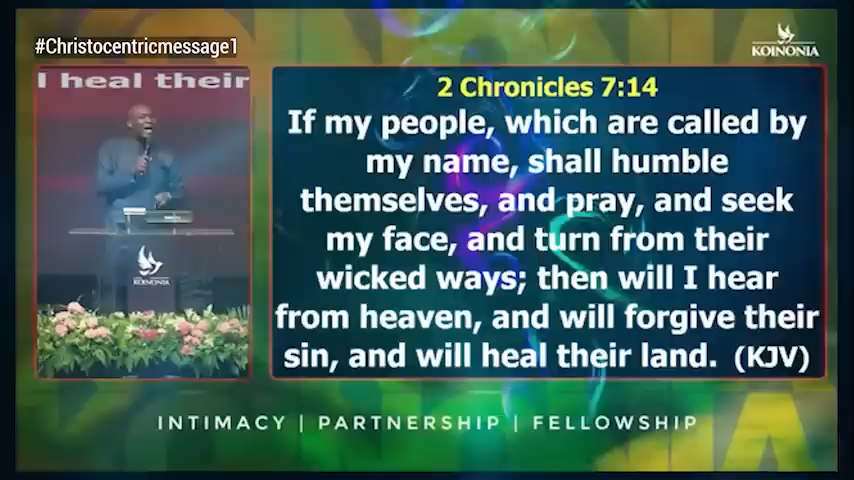 #Christocentricmessage1
KOINONIA
I heal their
2 Chronicles 7:14
If my people, which are called by
my name, shall humble
themselves, and pray, and seek
my face, and turn from their
wicked ways; then will I hear
from heaven, and will forgive their
sin, and will heal their land. (KJV)
KOINONIA
INTIMACY | PARTNERSHIP | FELLOWSHIP